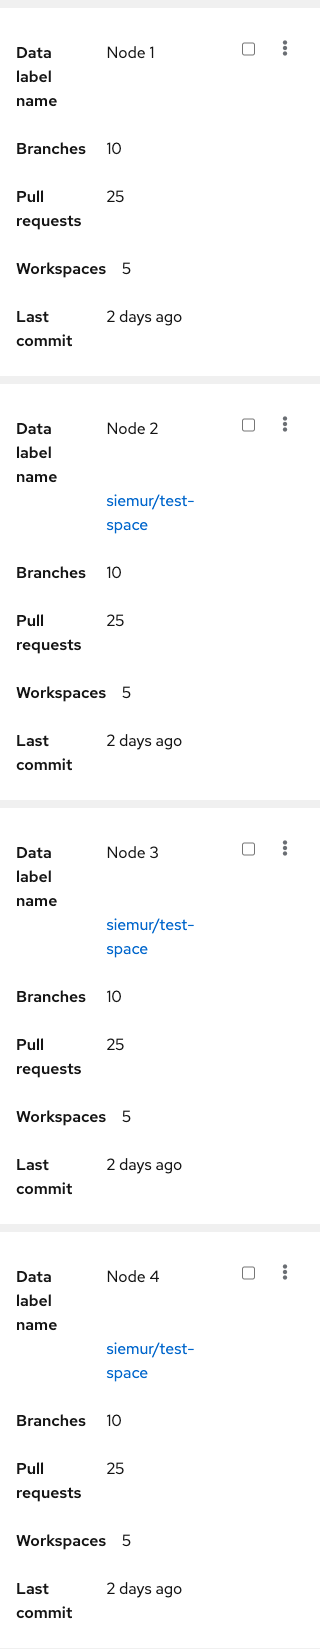 Data label name Node 1
Branches 10
Pull requests 25
Workspaces 5
Last commit 2 days ago
Data label name Node 2
siemur/test-
space
Branches 10
Pull requests 25
Workspaces 5
Last commit 2 days ago
Data label name Node 3
siemur/test-
space
Branches 10
Pull requests 25
Workspaces 5
Last commit 2 days ago
Data label name Node 4
siemur/test-
space
Branches 10
Pull requests 25
Workspaces 5
Last commit 2 days ago